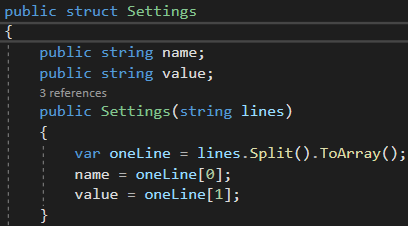 public struct Settings
{
public string name;
public string value;
3 references
public Settings(string lines)
{
var oneLine = lines.Split().ToArray();
name = oneLine[0];
value = oneLine[1];
}